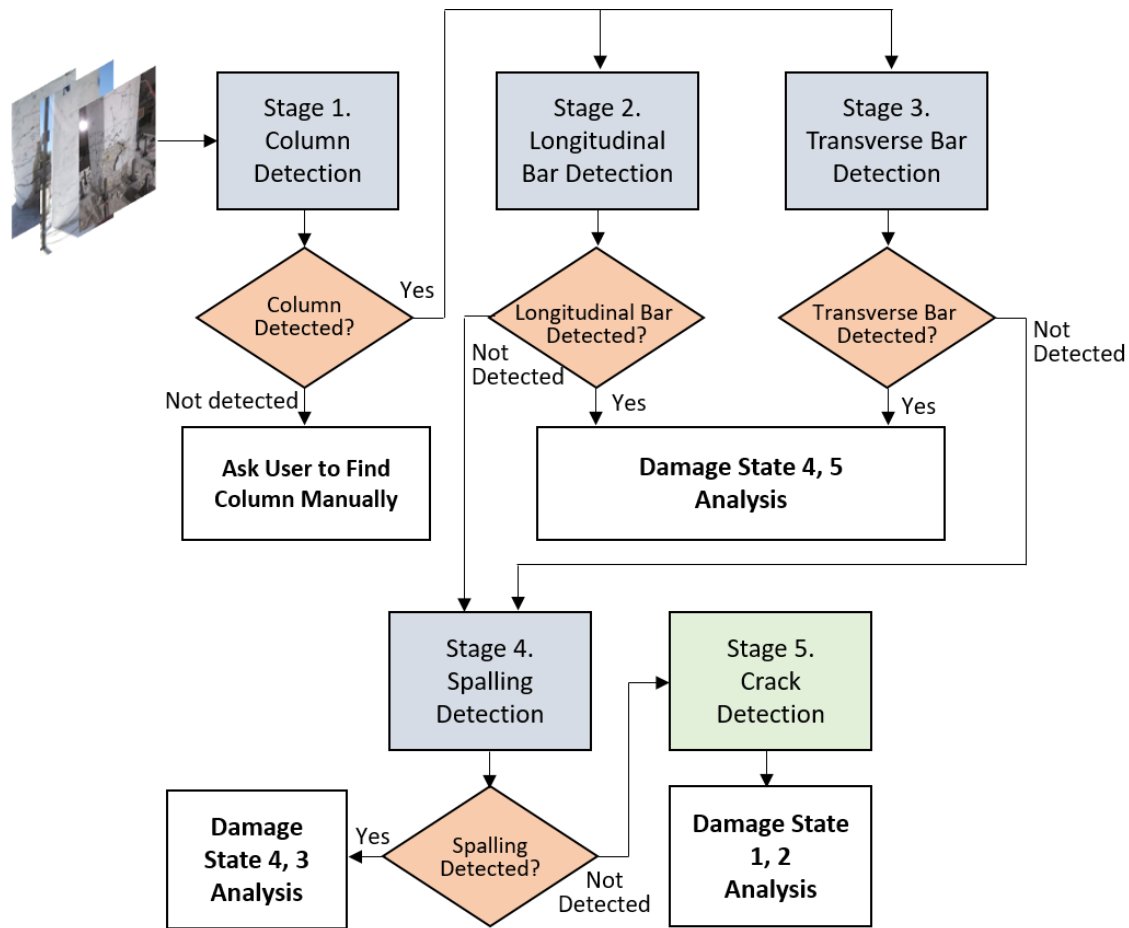 Stage 1.
Column
Detection
Stage 2.
Longitudinal
Bar Detection
Stage 3.
Transverse Bar
Detection
Column
Detected?
Yes
Longitudinal Bar
Detected?
Transverse Bar
Detected?
Not
Detected
Not
Detected
Not detected
Yes
Yes
Ask User to Find
Column Manually
Damage State 4, 5
Analysis
Stage 4.
Spalling
Detection
Stage 5.
Crack
Detection
Damage
State 4, 3
Analysis
Yes
Spalling
Detected?
Not
Detected
Damage State
1, 2
Analysis